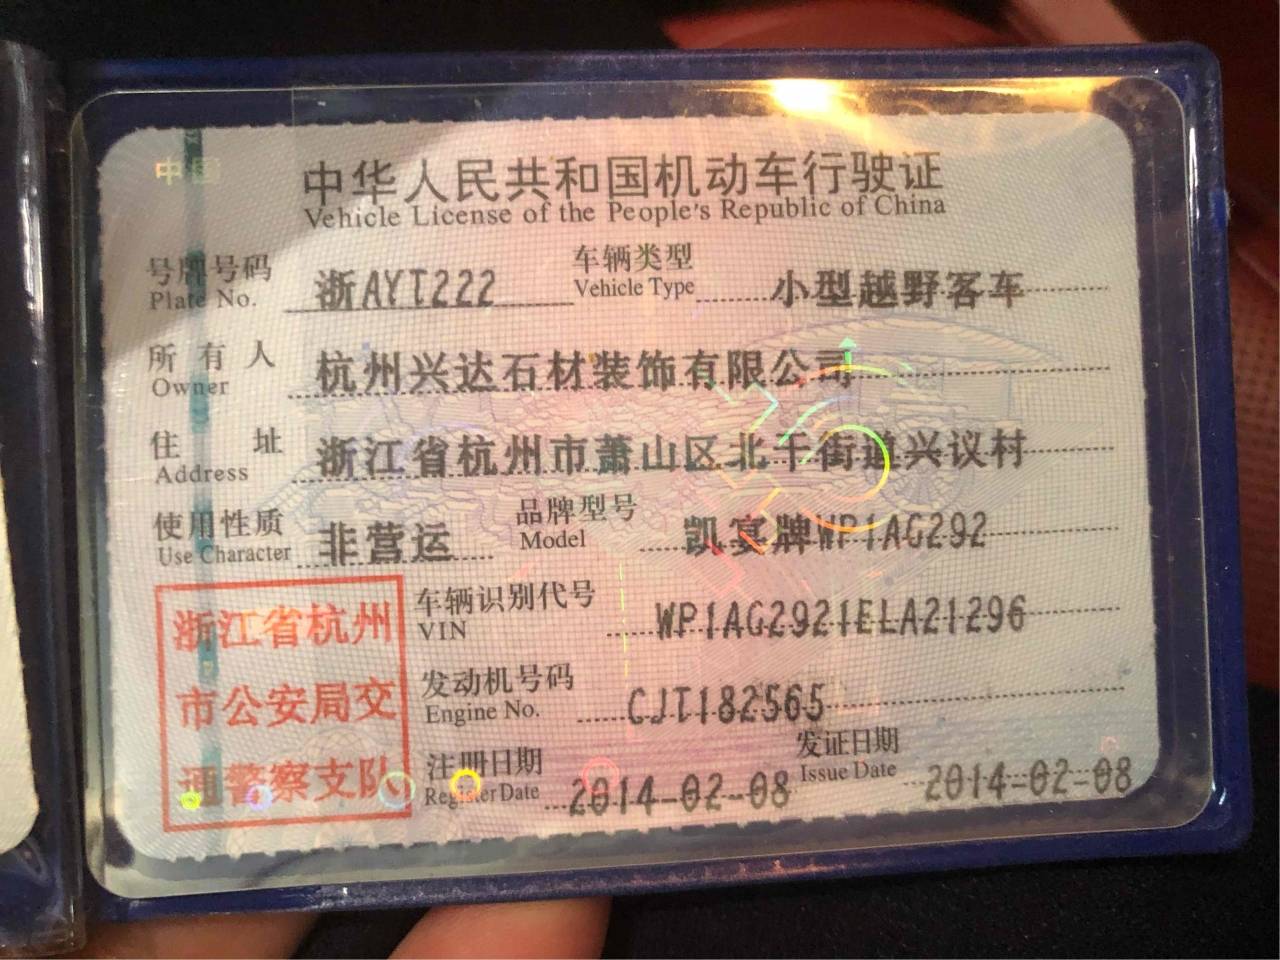 中国
中华人民共和国机动车行驶证
Vehicle License of the People's Republic of China
号牌号码 浙AYT222 车辆类型 小型越野客车
Plate No. Vehicle Type
所有人 杭州兴达石材装饰有限公司
Owner
住址 浙江省杭州市萧山区北干街道兴议村
Address
使用性质 非营运 品牌型号 凯宴牌WP1AG292
Use Character Model
浙江省杭州
市公安局交
通警察支队
车辆识别代号 WP1AG2921ELA21296
VIN
发动机号码 CJT182565
Engine No.
注册日期 2014-02-08 发证日期 2014-02-08
Register Date Issue Date